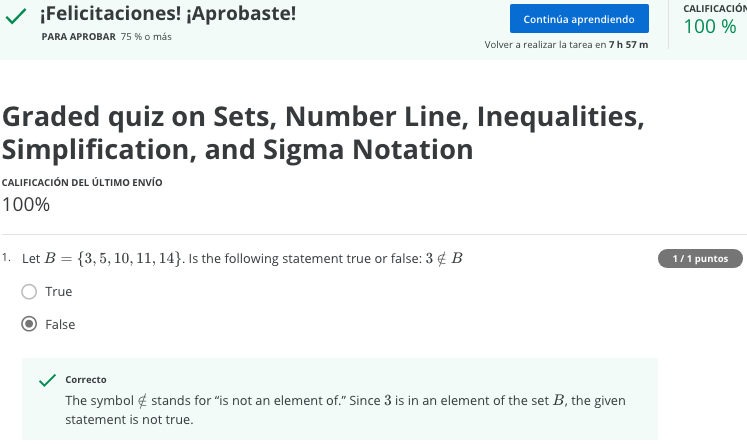 ¡Felicitaciones! ¡Aprobaste!
PARA APROBAR 75 % o más
Continúa aprendiendo
Volver a realizar la tarea en 7 h 57 m
CALIFICACIÓN
100 %
Graded quiz on Sets, Number Line, Inequalities,
Simplification, and Sigma Notation
CALIFICACIÓN DEL ÚLTIMO ENVÍO
100%
1. Let B = {3, 5, 10, 11, 14}. Is the following statement true or false: 3 ∉ B
1 / 1 puntos
True
False
Correcto
The symbol ∉ stands for “is not an element of.” Since 3 is in an element of the set B, the given
statement is not true.